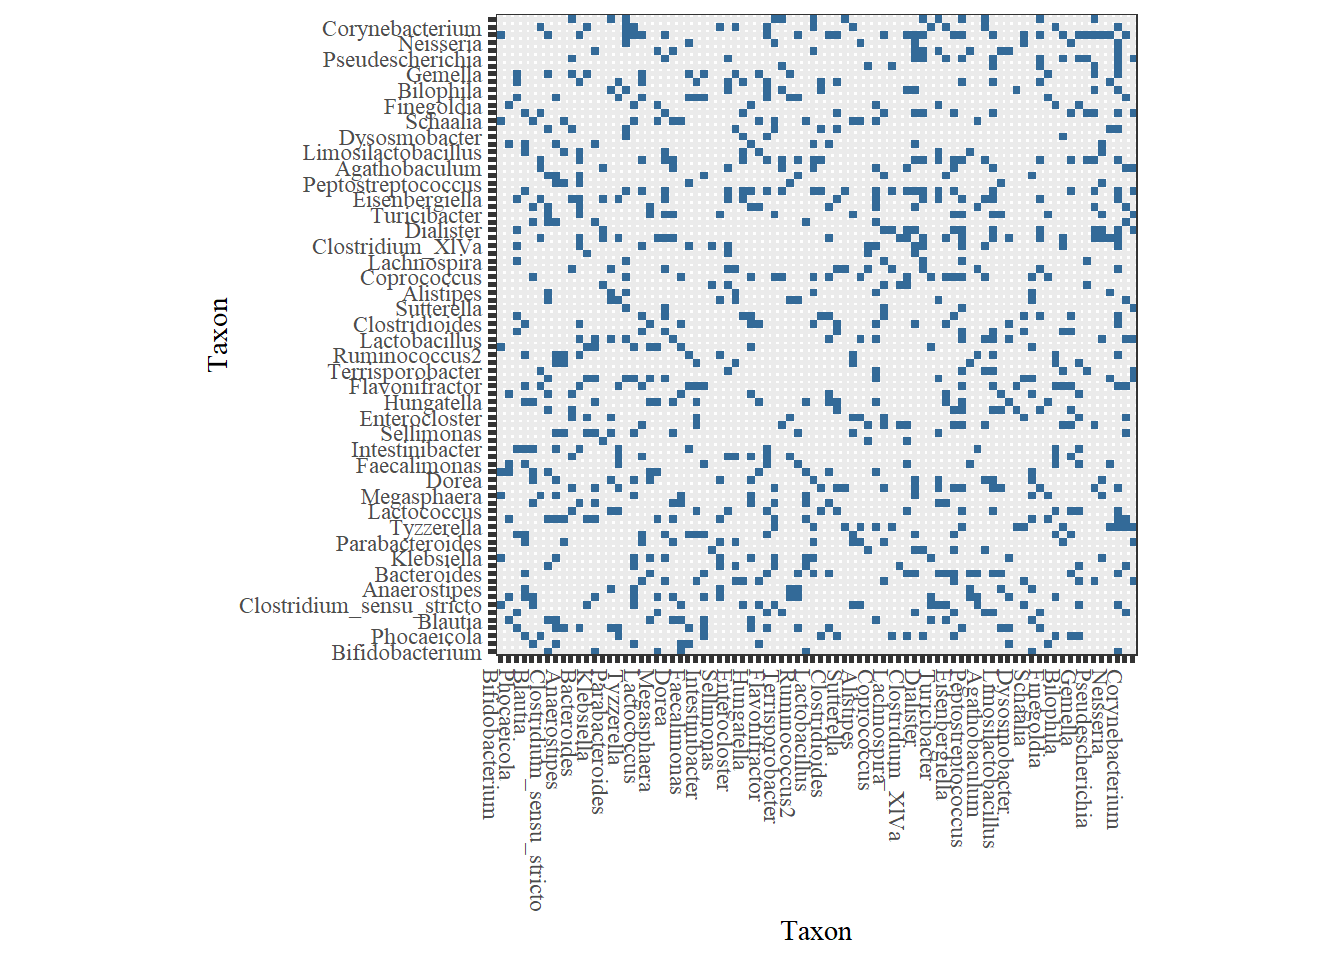 Corynebacterium
Neisseria
Pseudescherichia
Gemella
Bilophila
Finegoldia
Schaalia
Dysosmobacter
Limosilactobacillus
Agathobaculum
Peptostreptococcus
Eisenbergiella
Turicibacter
Dialister
Clostridium_XlVa
Lachnospira
Coprococcus
Alistipes
Sutterella
Clostridioides
Lactobacillus
Ruminococcus2
Terrisporobacter
Flavonifractor
Hungatella
Enterocloster
Sellimonas
Intestinibacter
Faecalimonas
Dorea
Megasphaera
Lactococcus
Tyzzerella
Parabacteroides
Klebsiella
Bacteroides
Anaerostipes
Clostridium_sensu_stricto
Blautia
Phocaeicola
Bifidobacterium
Taxon
Bifidobacterium
Phocaeicola
Blautia
Clostridium_sensu_stricto
Anaerostipes
Bacteroides
Klebsiella
Parabacteroides
Tyzzerella
Lactococcus
Megasphaera
Dorea
Faecalimonas
Intestinibacter
Sellimonas
Enterocloster
Hungatella
Flavonifractor
Terrisporobacter
Ruminococcus2
Lactobacillus
Clostridioides
Sutterella
Alistipes
Coprococcus
Lachnospira
Clostridium_XlVa
Dialister
Turicibacter
Eisenbergiella
Peptostreptococcus
Agathobaculum
Limosilactobacillus
Dysosmobacter
Schaalia
Finegoldia
Bilophila
Gemella
Pseudescherichia
Neisseria
Corynebacterium
Taxon